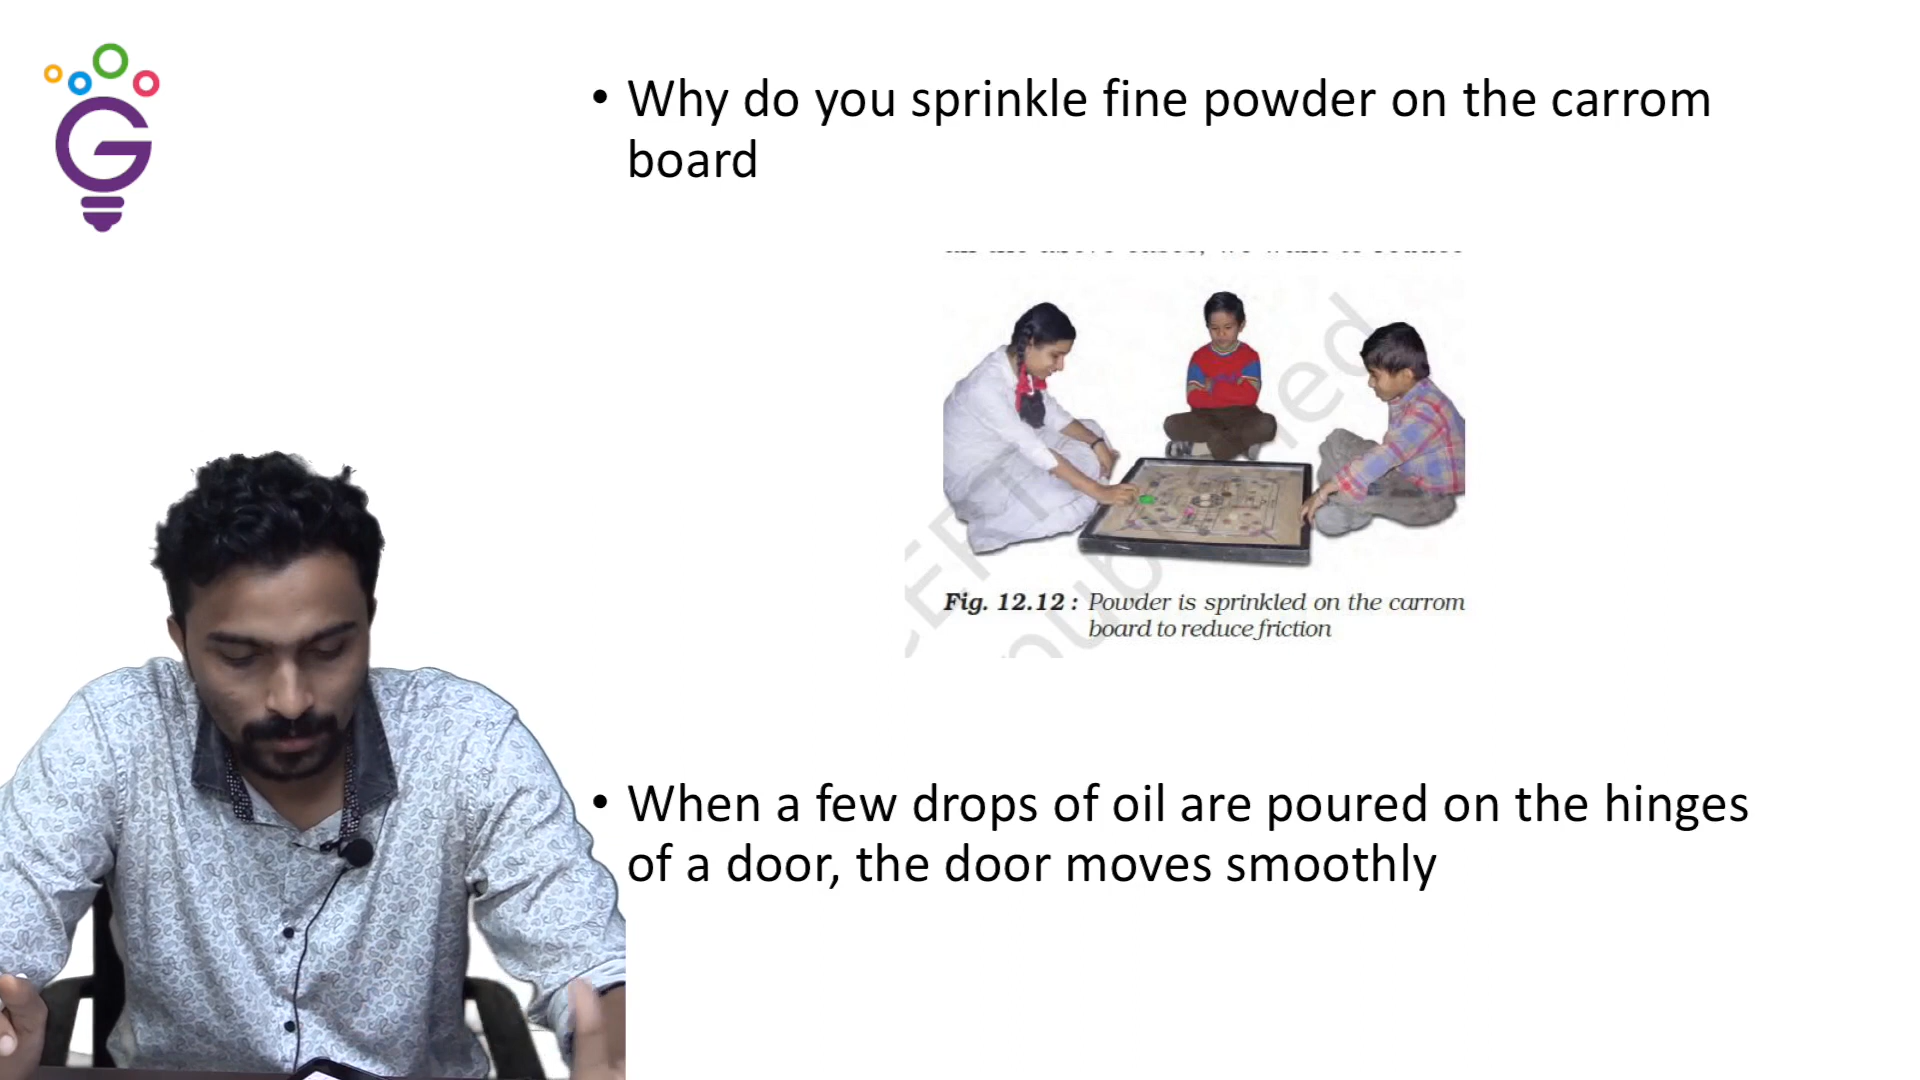 • Why do you sprinkle fine powder on the carrom
board
Fig. 12.12 : Powder is sprinkled on the carrom
board to reduce friction
• When a few drops of oil are poured on the hinges
of a door, the door moves smoothly